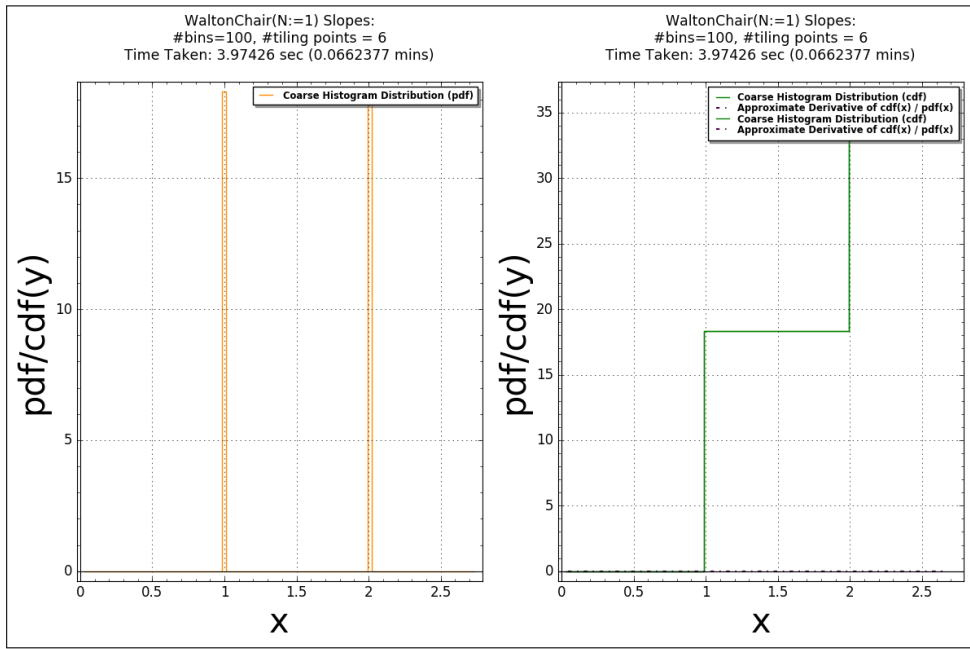 WaltonChair(N:=1) Slopes:
#bins=100, #tiling points = 6
Time Taken: 3.97426 sec (0.0662377 mins)
Coarse Histogram Distribution (pdf)
15
10
5
0
pdf/cdf(y)
0
0.5
1
1.5
2
2.5
x
WaltonChair(N:=1) Slopes:
#bins=100, #tiling points = 6
Time Taken: 3.97426 sec (0.0662377 mins)
Coarse Histogram Distribution (cdf)
Approximate Derivative of cdf(x) / pdf(x)
Coarse Histogram Distribution (cdf)
Approximate Derivative of cdf(x) / pdf(x)
35
30
25
20
15
10
5
0
pdf/cdf(y)
0
0.5
1
1.5
2
2.5
x